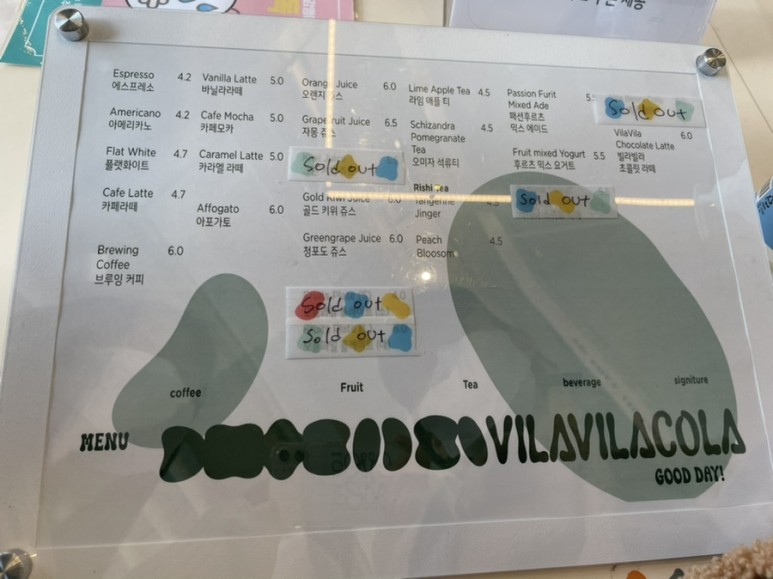 Espresso 4.2
에스프레소
Americano 4.2
아메리카노
Flat White 4.7
플랫화이트
Cafe Latte 4.7
카페라떼
Brewing 6.0
Coffee
브루잉 커피
Vanilla Latte 5.0
바닐라라떼
Cafe Mocha 5.0
카페모카
Caramel Latte 5.0
카라멜 라떼
Affogato 6.0
아포가토
Orange Juice 6.0
오렌지 쥬스
Grapefruit Juice 6.5
자몽 쥬스
Sold out
Gold Kiwi Juice 6.0
골드 키위 쥬스
Greengrape Juice 6.0
청포도 쥬스
Sold out
Sold out
Lime Apple Tea 4.5
라임 애플 티
Schizandra 4.5
Pomegranate
Tea
오미자 석류티
Rishi Tea
Tangerine 4.5
Jinger
Peach 4.5
Bloosom
Passion Furit
Mixed Ade
패션후르츠
믹스 에이드
Fruit mixed Yogurt 5.5
후르츠 믹스 요거트
Sold out
Sold out
VilaVila 6.0
Chocolate Latte
빌라빌라
초콜릿 라떼
coffee
Fruit
Tea
beverage
signiture
MENU
VILAVILACOLA
GOOD DAY!